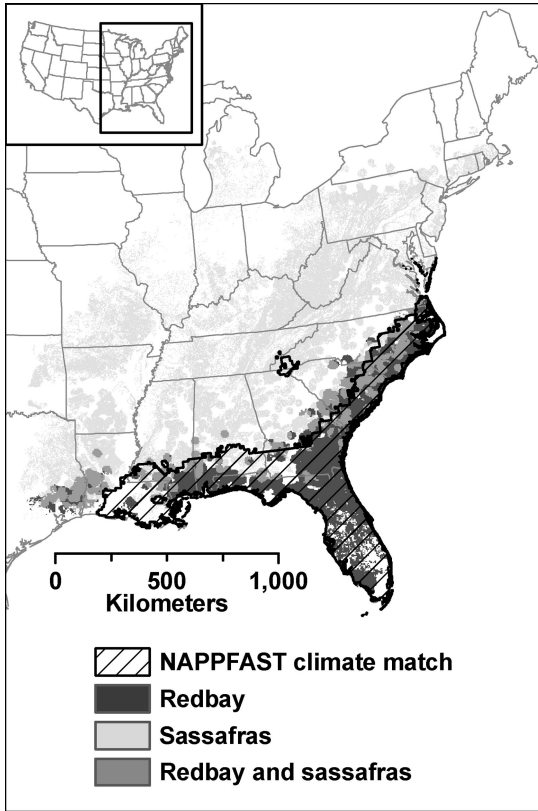 0 500 1,000
Kilometers
NAPPFAST climate match
Redbay
Sassafras
Redbay and sassafras